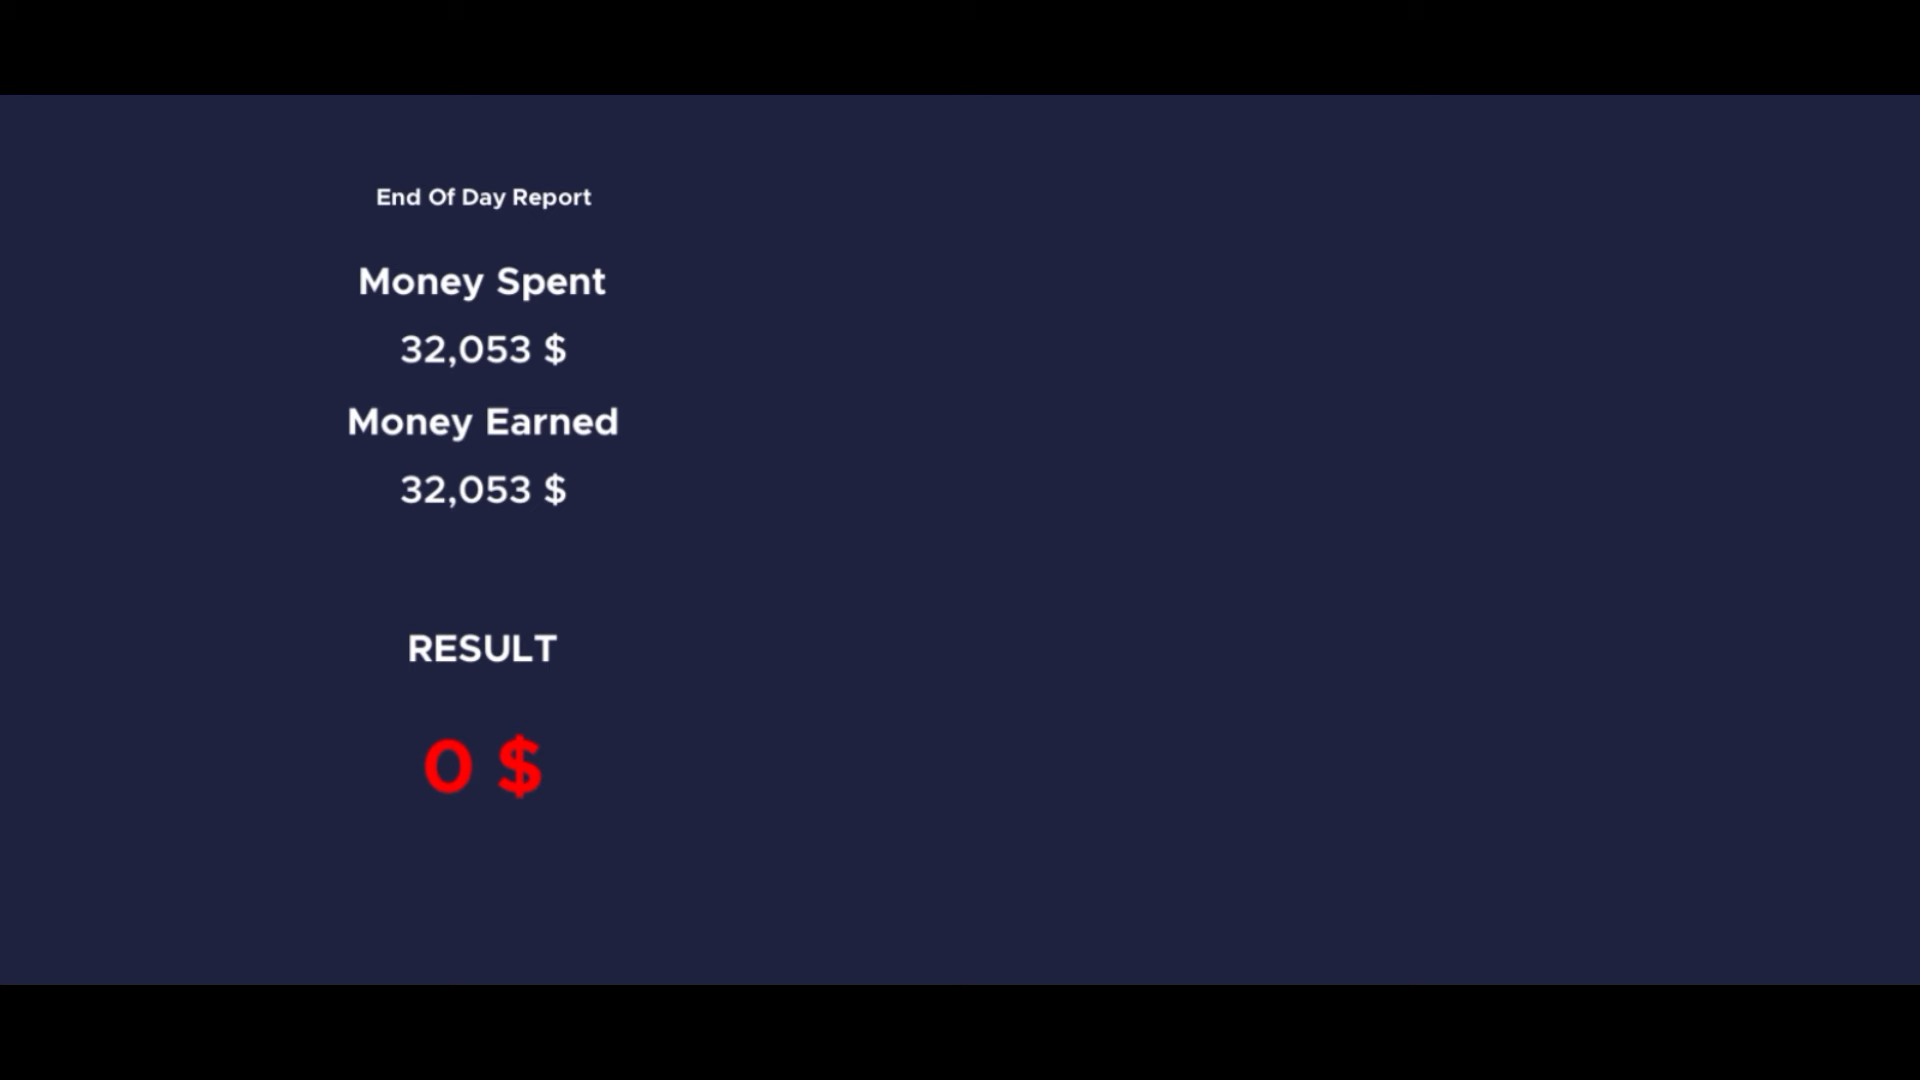 End Of Day Report
Money Spent
32,053 $
Money Earned
32,053 $
RESULT
0 $